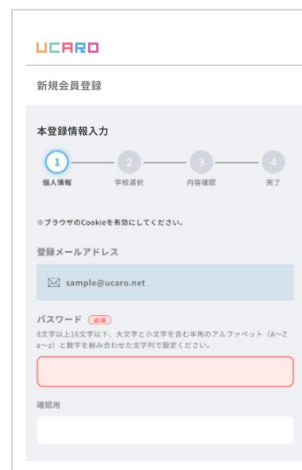 UCARO
新規会員登録
本登録情報入力
1 2 3 4
個人情報 学校選択 内容確認 完了
※ブラウザのCookieを有効にしてください。
登録メールアドレス
sample@ucaro.net
パスワード 必須
8文字以上16文字以下、大文字と小文字を含む半角のアルファベット（A～Z
a～z）と数字を組み合わせた文字列で設定ください。
確認用